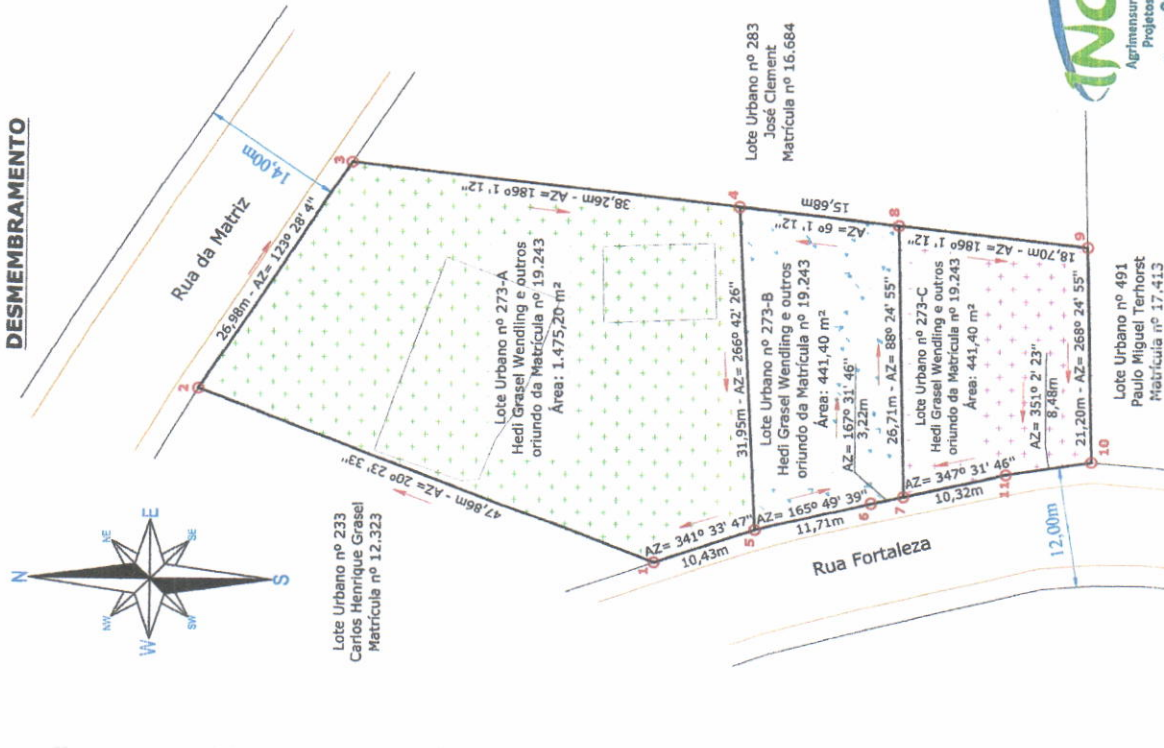 DESMEMBRAMENTO
N
NW
NE
W
E
SW
SE
S
Rua da Matriz
14,00m
2
26,98m - AZ= 123º 28' 4"
3
Lote Urbano nº 233
Carlos Henrique Grasel
Matrícula nº 12.323
47,86m - AZ= 20º 23' 33"
Lote Urbano nº 273-A
Hedi Grasel Wendling e outros
oriundo da Matrícula nº 19.243
Área: 1.475,20 m²
38,26m - AZ= 186º 1' 12"
Lote Urbano nº 283
José Clement
Matrícula nº 16.684
1
AZ= 341º 33' 47"
10,43m
31,95m - AZ= 266º 42' 26"
4
5
Lote Urbano nº 273-B
Hedi Grasel Wendling e outros
oriundo da Matrícula nº 19.243
Área: 441,40 m²
AZ= 165º 49' 39"
11,71m
AZ= 167º 31' 46"
3,22m
AZ= 6º 1' 12"
15,68m
6
7
26,71m - AZ= 88º 24' 55"
8
Lote Urbano nº 273-C
Hedi Grasel Wendling e outros
oriundo da Matrícula nº 19.243
Área: 441,40 m²
AZ= 347º 31' 46"
10,32m
18,70m - AZ= 186º 1' 12"
Rua Fortaleza
11
AZ= 351º 2' 23"
8,48m
12,00m
10
21,20m - AZ= 268º 24' 55"
9
Lote Urbano nº 491
Paulo Miguel Terhorst
Matrícula nº 17.413
Projetos